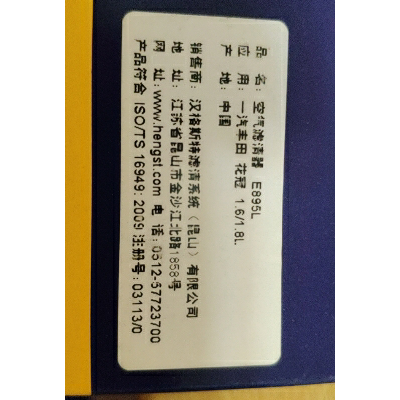 品  名: 空气滤清器  E895L
应  用: 一汽车田 花冠  1.6/1.8L
产  地: 中国
销售商: 汉格斯特滤清系统（昆山）有限公司
地  址: 江苏省昆山市金沙江北路1858号
网  址: www.hengst.com 电 话: 0512-57723700
产品符合 ISO/TS 16949: 2009 注册号: 03113/0